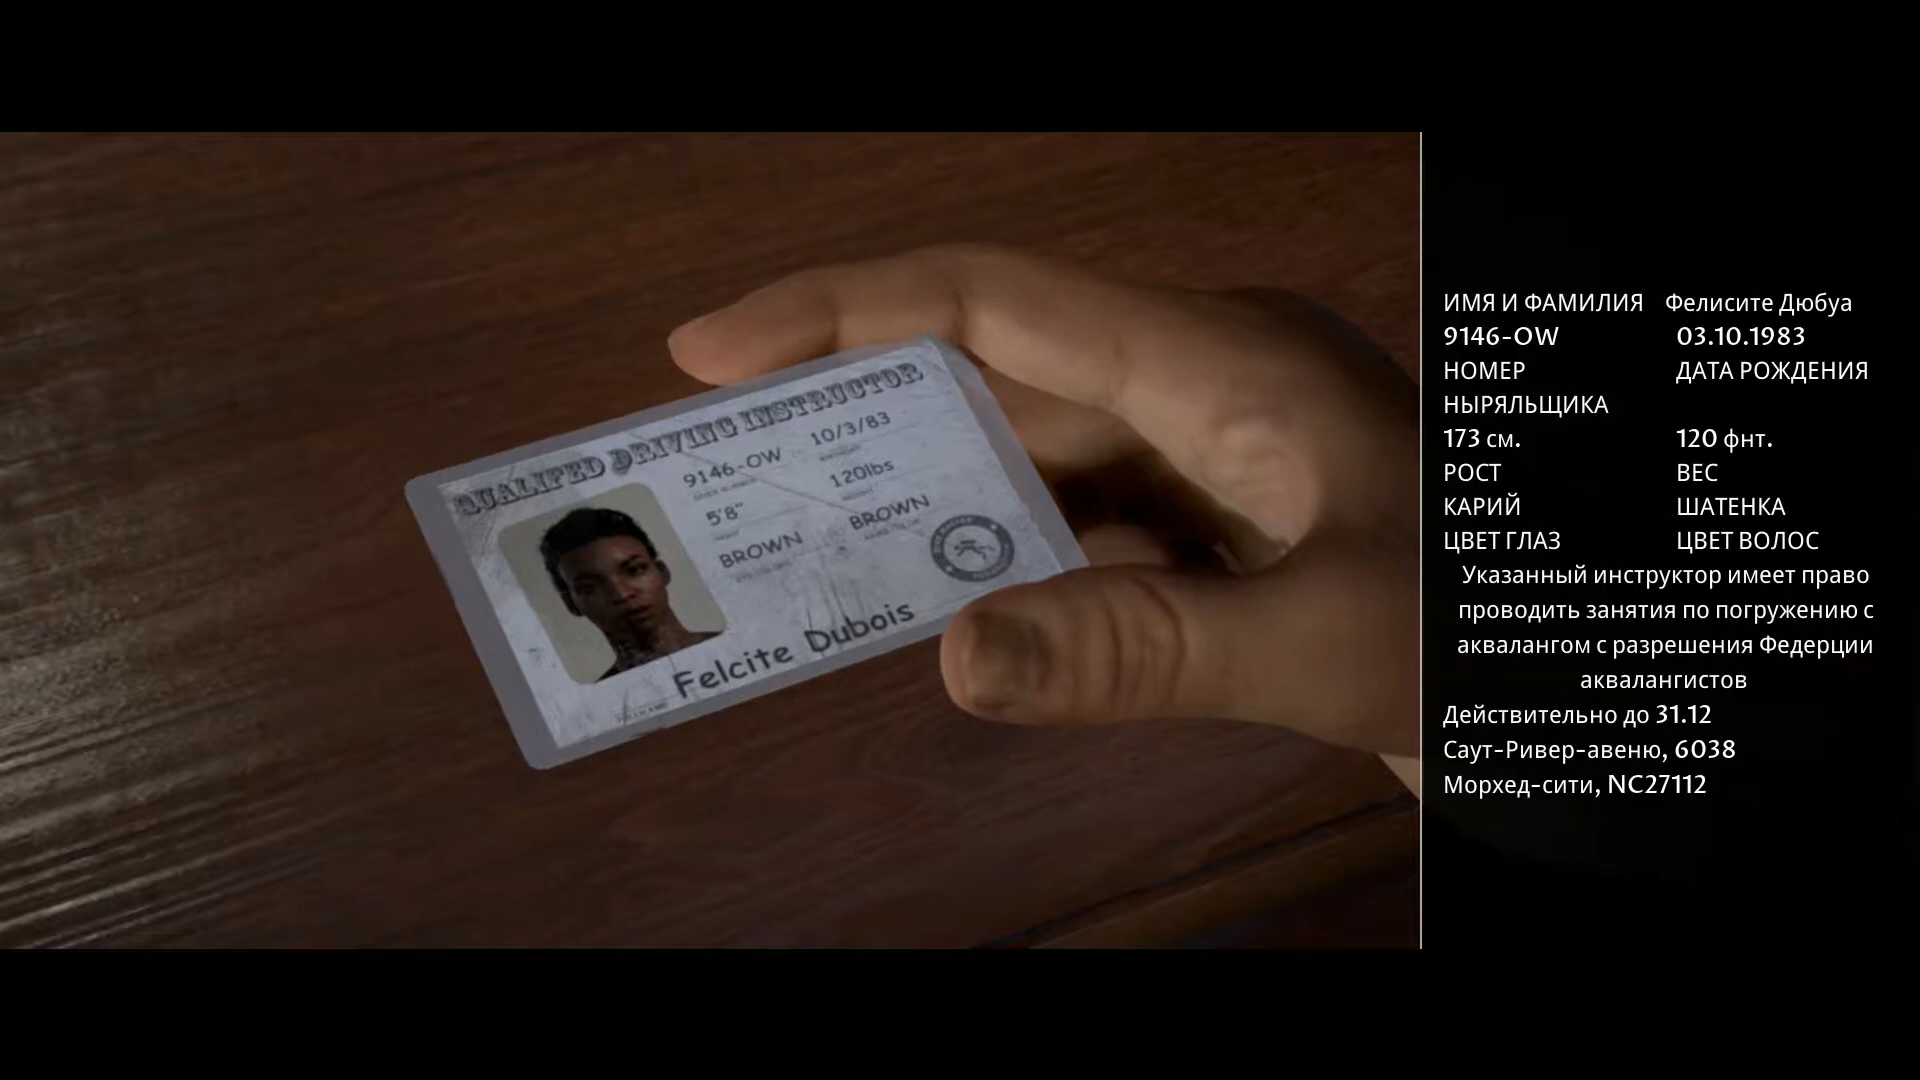 QUALIFED DRIVING INSTRUCTOR
9146-OW 10/3/83
5'8" 120lbs
BROWN BROWN
Felcite Dubois
ИМЯ И ФАМИЛИЯ Фелисите Дюбуа
9146-OW 03.10.1983
НОМЕР ДАТА РОЖДЕНИЯ
НЫРЯЛЬЩИКА
173 см. 120 фнт.
РОСТ ВЕС
КАРИЙ ШАТЕНКА
ЦВЕТ ГЛАЗ ЦВЕТ ВОЛОС
Указанный инструктор имеет право
проводить занятия по погружению с
аквалангом с разрешения Федерции
аквалангистов
Действительно до 31.12
Саут-Ривер-авеню, 6038
Морхед-сити, NC27112